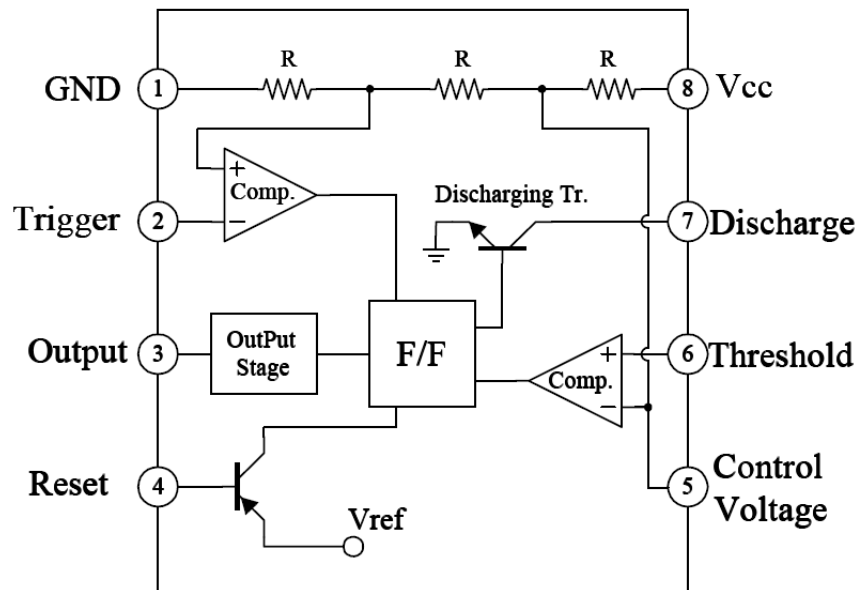 R
R
R
GND
1
8
Vcc
+
Comp.
−
Trigger
2
Discharging Tr.
7
Discharge
Output
3
OutPut
Stage
F/F
+
Comp.
−
6
Threshold
Reset
4
Vref
5
Control
Voltage